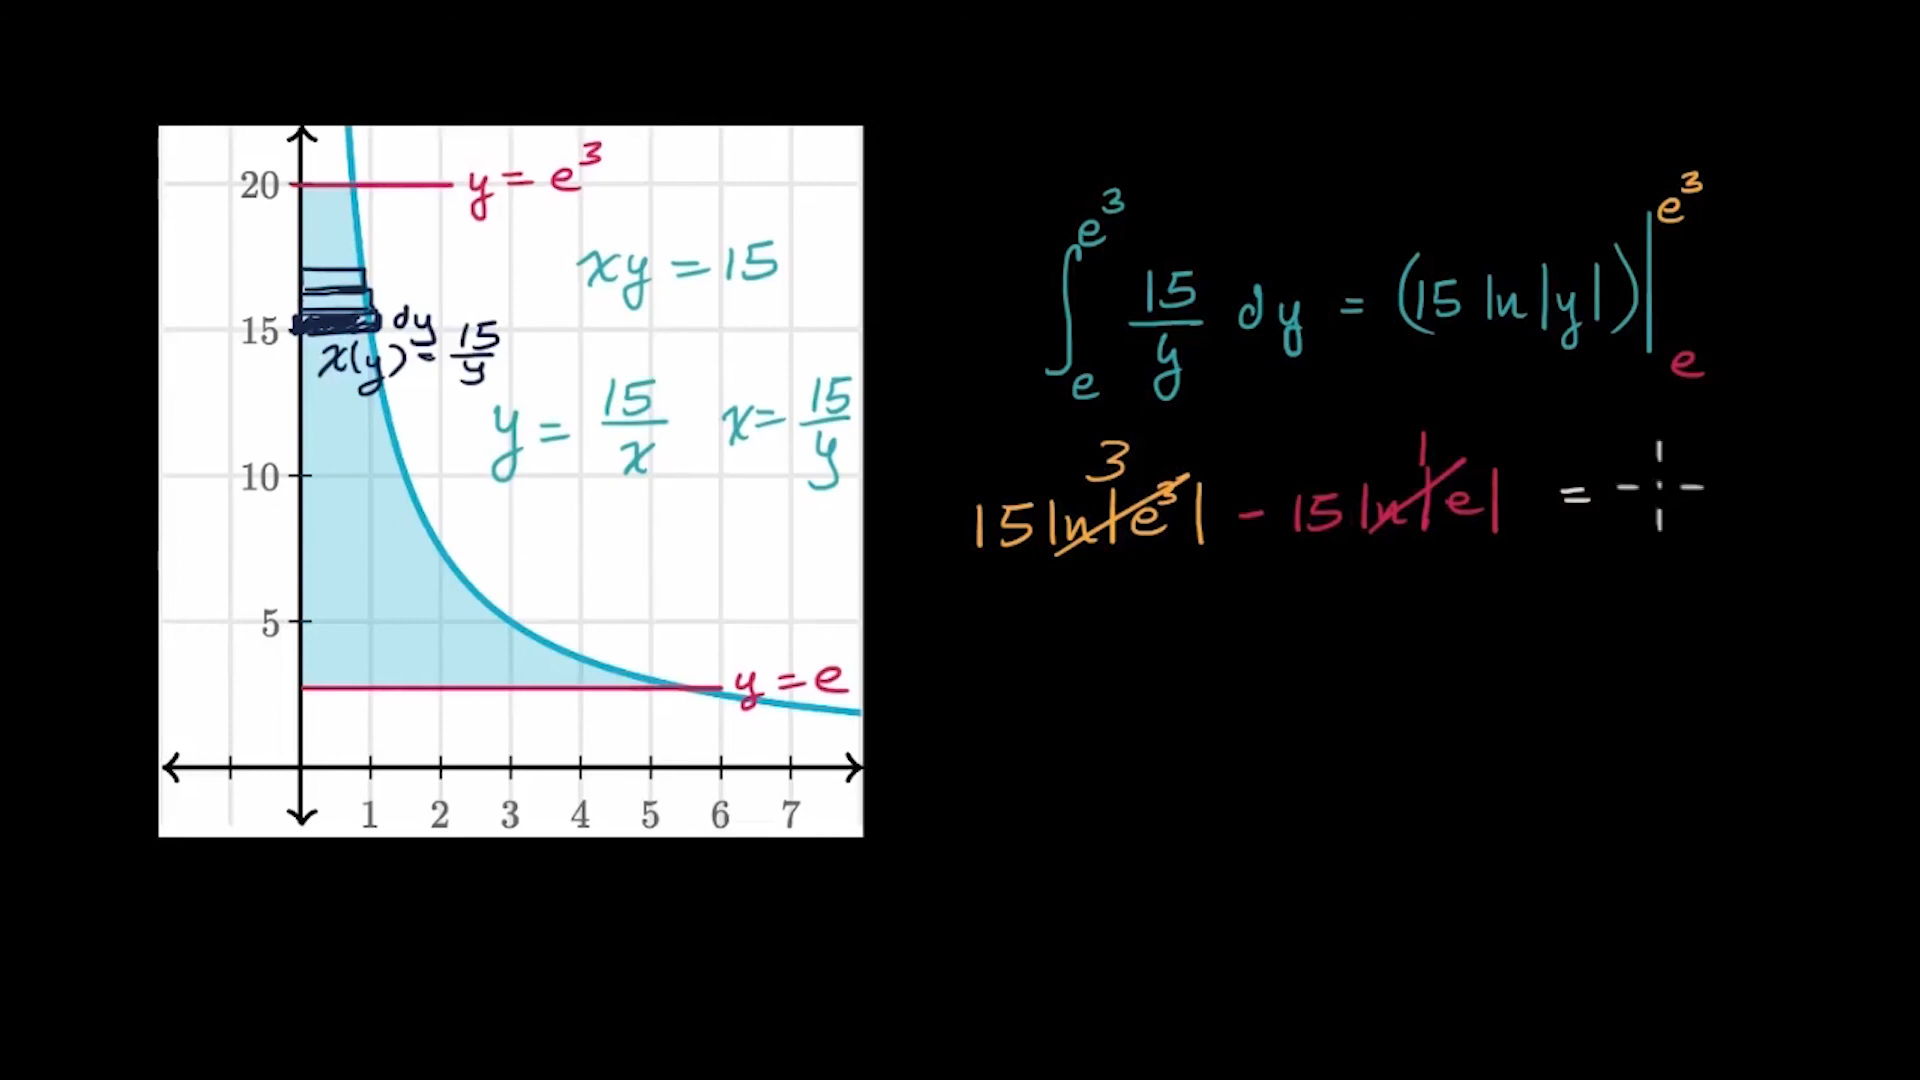 y = e³
20
xy = 15
15
dy
x(y) = 15/y
y = 15/x
x = 15/y
10
5
y = e
1 2 3 4 5 6 7
∫ₑ^e³ 15/y dy = (15 ln|y|)|ₑ^e³
3 1
15 ln|e³| - 15 ln|e| =